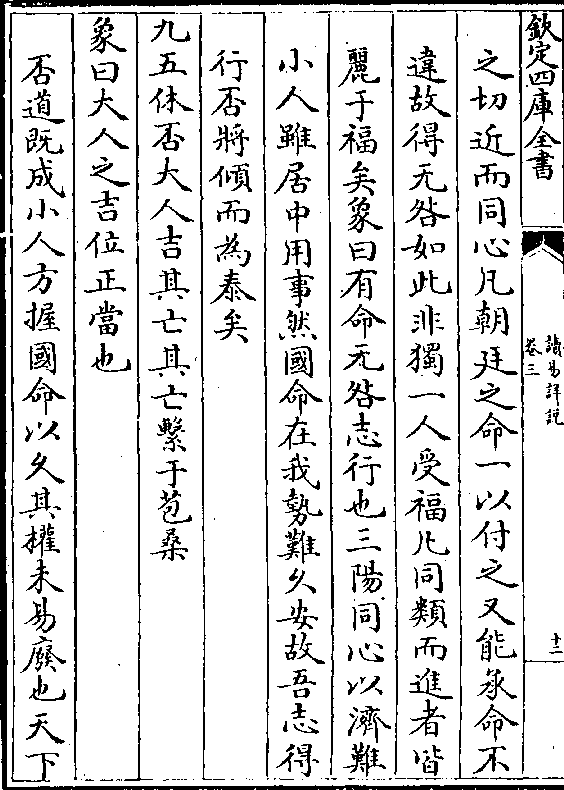 欽定四庫全書
讀易詳說
卷三
十二
之切近而同心凡朝廷之命一以付之又能承命不
違故得无咎如此非獨一人受福凡同類而進者皆
麗于福矣象曰有命无咎志行也三陽同心以濟難
小人雖居中用事然國命在我勢難久安故吾志得
行否將傾而為泰矣
九五休否大人吉其亡其亡繫于苞桑
象曰大人之吉位正當也
否道既成小人方握國命以久其權未易廢也天下